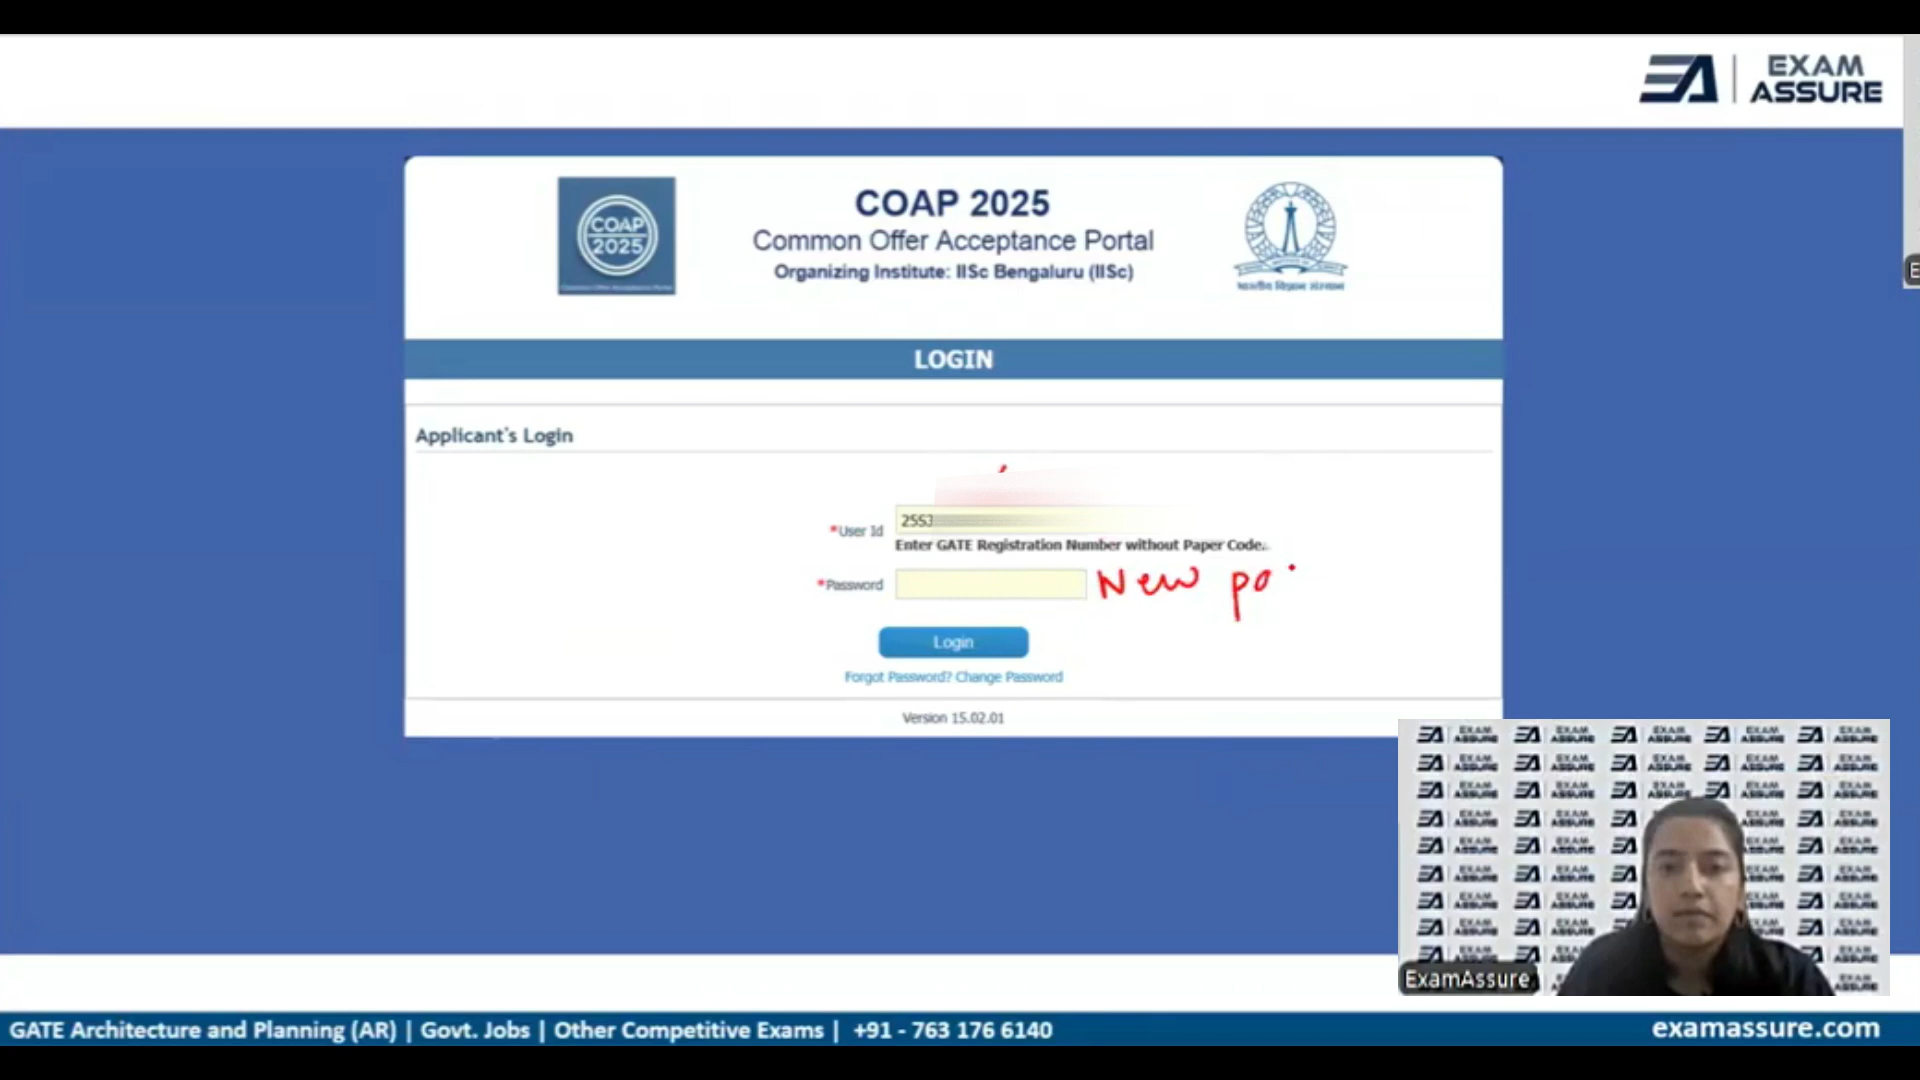 EXAM
ASSURE
COAP
2025
COAP 2025
Common Offer Acceptance Portal
Organizing Institute: IISc Bengaluru (IISc)
भारतीय विज्ञान संस्थान
LOGIN
Applicant's Login
*User Id
255J
Enter GATE Registration Number without Paper Code.
*Password
New pa
Login
Forgot Password? Change Password
Version 15.02.01
ExamAssure
GATE Architecture and Planning (AR) | Govt. Jobs | Other Competitive Exams | +91 - 763 176 6140
examassure.com